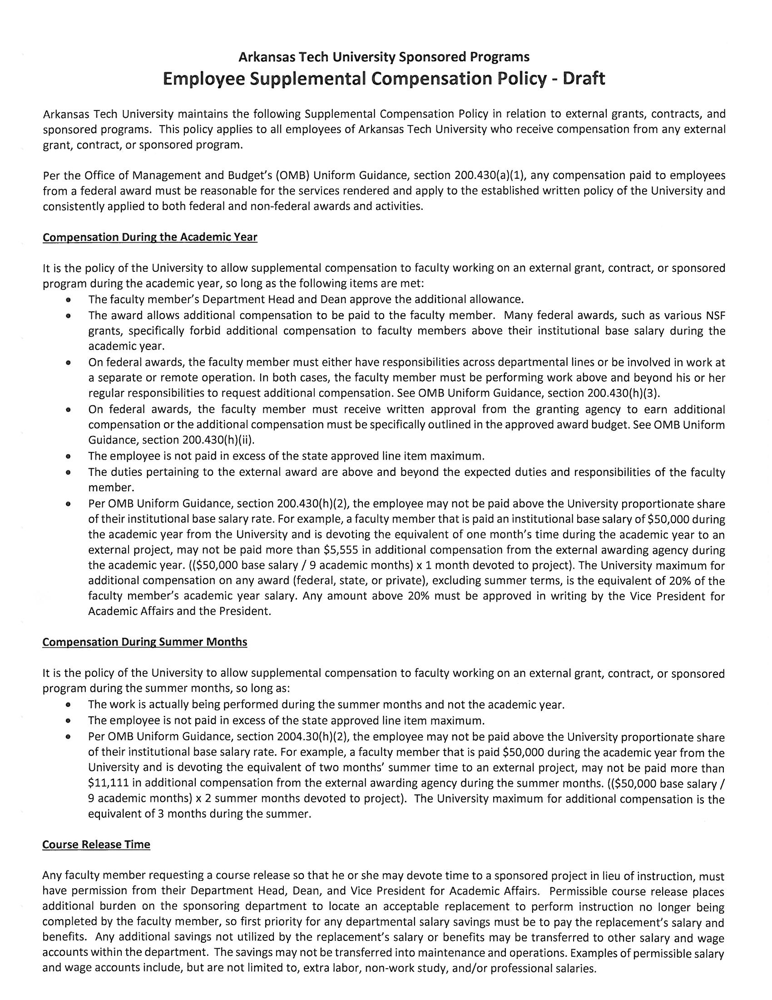 Arkansas Tech University Sponsored Programs
Employee Supplemental Compensation Policy - Draft
Arkansas Tech University maintains the following Supplemental Compensation Policy in relation to external grants, contracts, and
sponsored programs. This policy applies to all employees of Arkansas Tech University who receive compensation from any external
grant, contract, or sponsored program.
Per the Office of Management and Budget's (OMB) Uniform Guidance, section 200.430(a)(1), any compensation paid to employees
from a federal award must be reasonable for the services rendered and apply to the established written policy of the University and
consistently applied to both federal and non-federal awards and activities.
Compensation During the Academic Year
It is the policy of the University to allow supplemental compensation to faculty working on an external grant, contract, or sponsored
program during the academic year, so long as the following items are met:
• The faculty member's Department Head and Dean approve the additional allowance.
• The award allows additional compensation to be paid to the faculty member. Many federal awards, such as various NSF
grants, specifically forbid additional compensation to faculty members above their institutional base salary during the
academic year.
• On federal awards, the faculty member must either have responsibilities across departmental lines or be involved in work at
a separate or remote operation. In both cases, the faculty member must be performing work above and beyond his or her
regular responsibilities to request additional compensation. See OMB Uniform Guidance, section 200.430(h)(3).
• On federal awards, the faculty member must receive written approval from the granting agency to earn additional
compensation or the additional compensation must be specifically outlined in the approved award budget. See OMB Uniform
Guidance, section 200.430(h)(ii).
• The employee is not paid in excess of the state approved line item maximum.
• The duties pertaining to the external award are above and beyond the expected duties and responsibilities of the faculty
member.
• Per OMB Uniform Guidance, section 200.430(h)(2), the employee may not be paid above the University proportionate share
of their institutional base salary rate. For example, a faculty member that is paid an institutional base salary of $50,000 during
the academic year from the University and is devoting the equivalent of one month's time during the academic year to an
external project, may not be paid more than $5,555 in additional compensation from the external awarding agency during
the academic year. (($50,000 base salary / 9 academic months) x 1 month devoted to project). The University maximum for
additional compensation on any award (federal, state, or private), excluding summer terms, is the equivalent of 20% of the
faculty member's academic year salary. Any amount above 20% must be approved in writing by the Vice President for
Academic Affairs and the President.
Compensation During Summer Months
It is the policy of the University to allow supplemental compensation to faculty working on an external grant, contract, or sponsored
program during the summer months, so long as:
• The work is actually being performed during the summer months and not the academic year.
• The employee is not paid in excess of the state approved line item maximum.
• Per OMB Uniform Guidance, section 2004.30(h)(2), the employee may not be paid above the University proportionate share
of their institutional base salary rate. For example, a faculty member that is paid $50,000 during the academic year from the
University and is devoting the equivalent of two months' summer time to an external project, may not be paid more than
$11,111 in additional compensation from the external awarding agency during the summer months. (($50,000 base salary /
9 academic months) x 2 summer months devoted to project). The University maximum for additional compensation is the
equivalent of 3 months during the summer.
Course Release Time
Any faculty member requesting a course release so that he or she may devote time to a sponsored project in lieu of instruction, must
have permission from their Department Head, Dean, and Vice President for Academic Affairs. Permissible course release places
additional burden on the sponsoring department to locate an acceptable replacement to perform instruction no longer being
completed by the faculty member, so first priority for any departmental salary savings must be to pay the replacement's salary and
benefits. Any additional savings not utilized by the replacement's salary or benefits may be transferred to other salary and wage
accounts within the department. The savings may not be transferred into maintenance and operations. Examples of permissible salary
and wage accounts include, but are not limited to, extra labor, non-work study, and/or professional salaries.